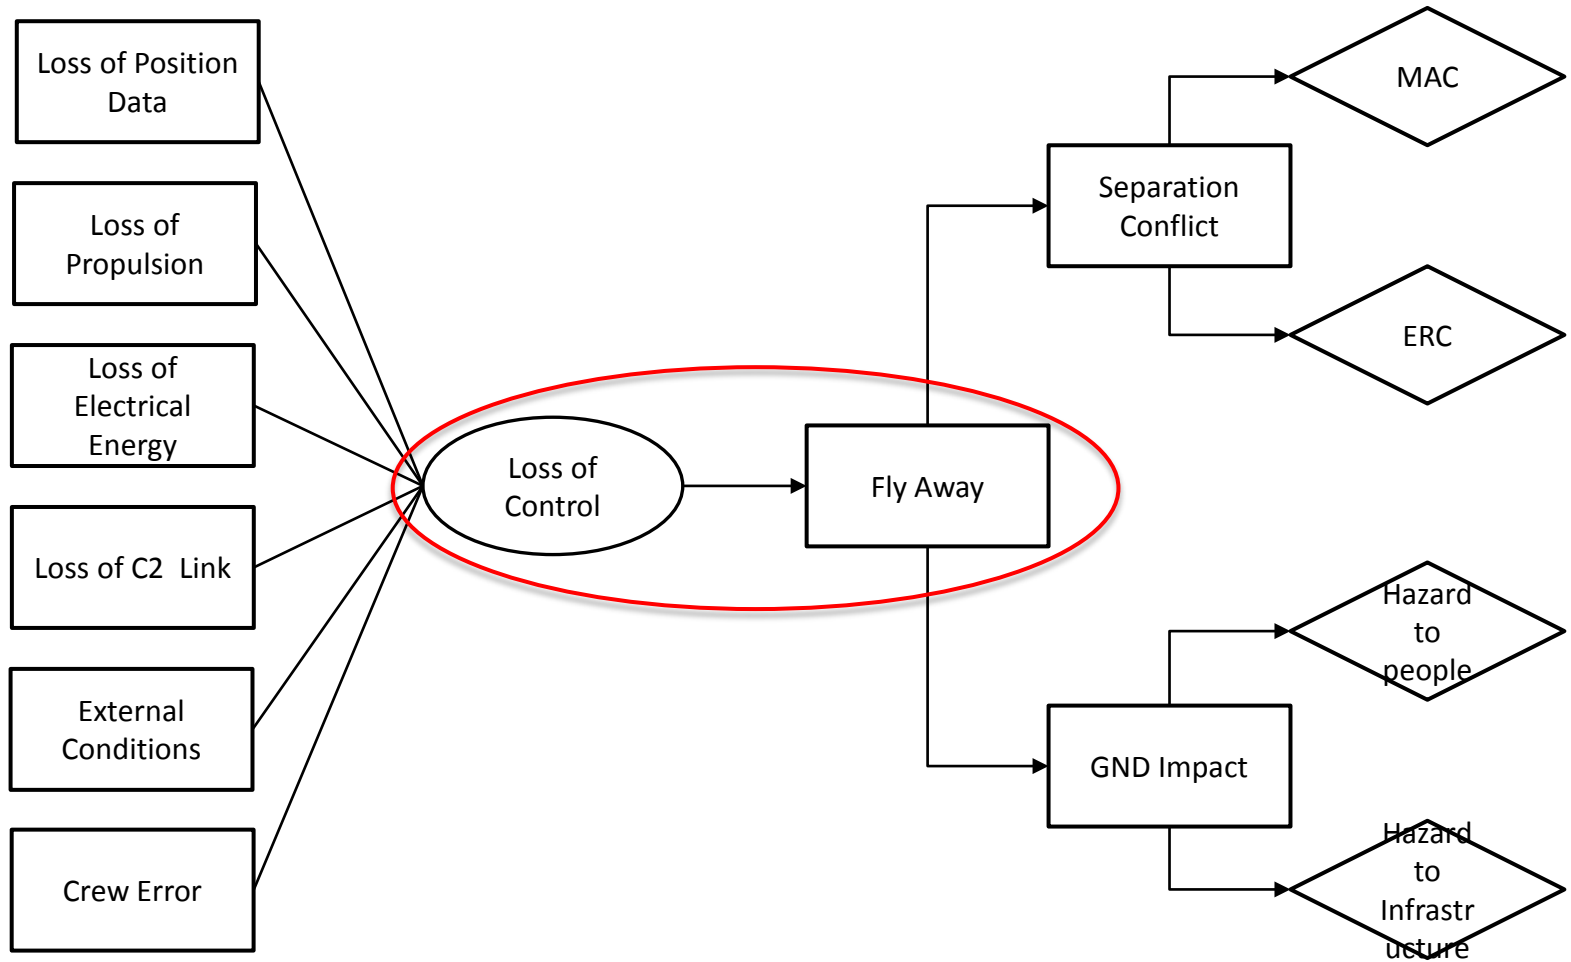 Loss of Position
Data
Loss of
Propulsion
Loss of
Electrical
Energy
Loss of C2  Link
External
Conditions
Crew Error
Loss of
Control
Fly Away
Separation
Conflict
GND Impact
MAC
ERC
Hazard
to
people
Hazard
to
Infrastr
ucture